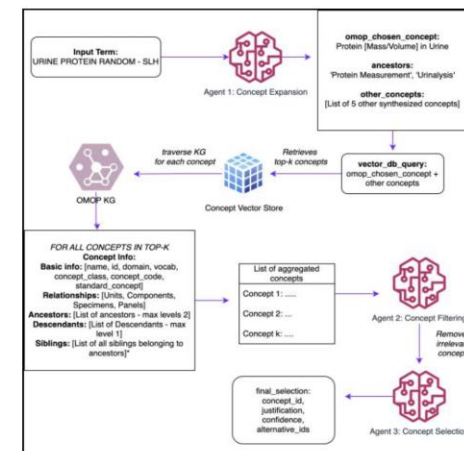 Input Term:
URINE PROTEIN RANDOM - SLH
Agent 1: Concept Expansion
omop_chosen_concept:
Protein [Mass/Volume] in Urine
ancestors:
'Protein Measurement', 'Urinalysis'
other_concepts:
[List of 5 other synthesized concepts]
vector_db_query:
omop_chosen_concept +
other concepts
Retrieves
top-k concepts
Concept Vector Store
traverse KG
for each concept
OMOP KG
FOR ALL CONCEPTS IN TOP-K
Concept Info:
Basic info: [name, id, domain, vocab,
concept_class, concept_code,
standard_concept]
Relationships: [Units, Components,
Specimens, Panels]
Ancestors: [List of ancestors - max levels 2]
Descendants: [List of Descendants - max
level 1]
Siblings: [List of all siblings belonging to
ancestors]*
List of aggregated
concepts
Concept 1: .....
Concept 2: ...
Concept k: ....
Agent 2: Concept Filtering
Remove
irrelevant
concepts
Agent 3: Concept Selection
final_selection:
concept_id,
justification,
confidence,
alternative_ids